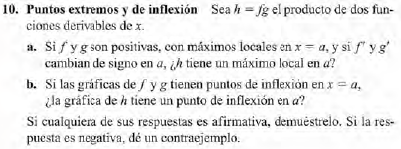 10. Puntos extremos y de inflexión Sea h = fg el producto de dos fun-
ciones derivables de x.
a. Si f y g son positivas, con máximos locales en x = a, y si f' y g'
cambian de signo en a, ¿h tiene un máximo local en a?
b. Si las gráficas de f y g tienen puntos de inflexión en x = a,
¿la gráfica de h tiene un punto de inflexión en a?
Si cualquiera de sus respuestas es afirmativa, demuéstrelo. Si la res-
puesta es negativa, dé un contraejemplo.